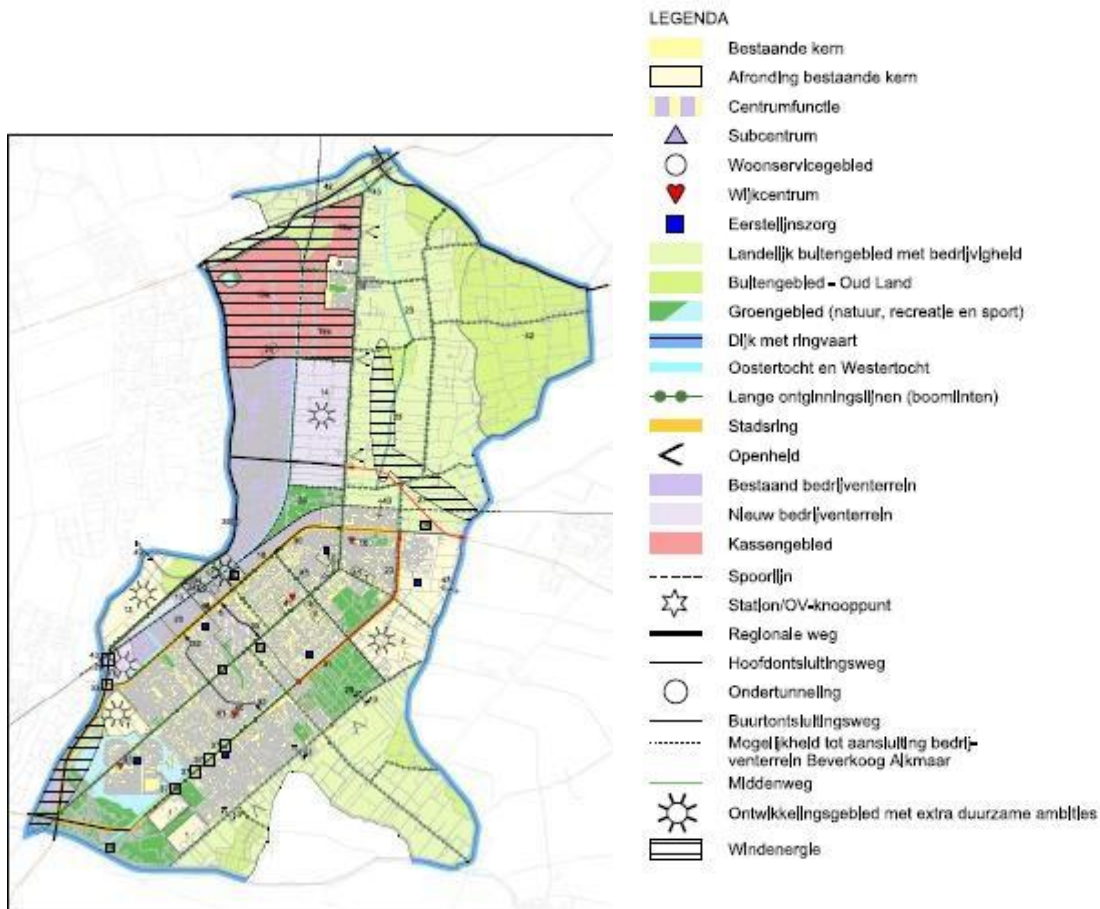 LEGENDA
Bestaande kern
Afronding bestaande kern
Centrumfunctie
Subcentrum
Woonservicegebied
Wijkcentrum
Eerstelijnszorg
Landelijk buitengebied met bedrijvigheid
Buitengebied - Oud Land
Groengebied (natuur, recreatie en sport)
Dijk met ringvaart
Oostertocht en Westertocht
Lange ontginningslijnen (boomlinten)
Stadsring
Openheid
Bestaand bedrijventerrein
Nieuw bedrijventerrein
Kassengebied
Spoorlijn
Station/OV-knooppunt
Regionale weg
Hoofdontsluitingsweg
Ondertunneling
Buurtontsluitingsweg
Mogelijkheid tot aansluiting bedrij-
venterrein Beverkoog Alkmaar
Middenweg
Ontwikkelingsgebied met extra duurzame ambities
Windenergie